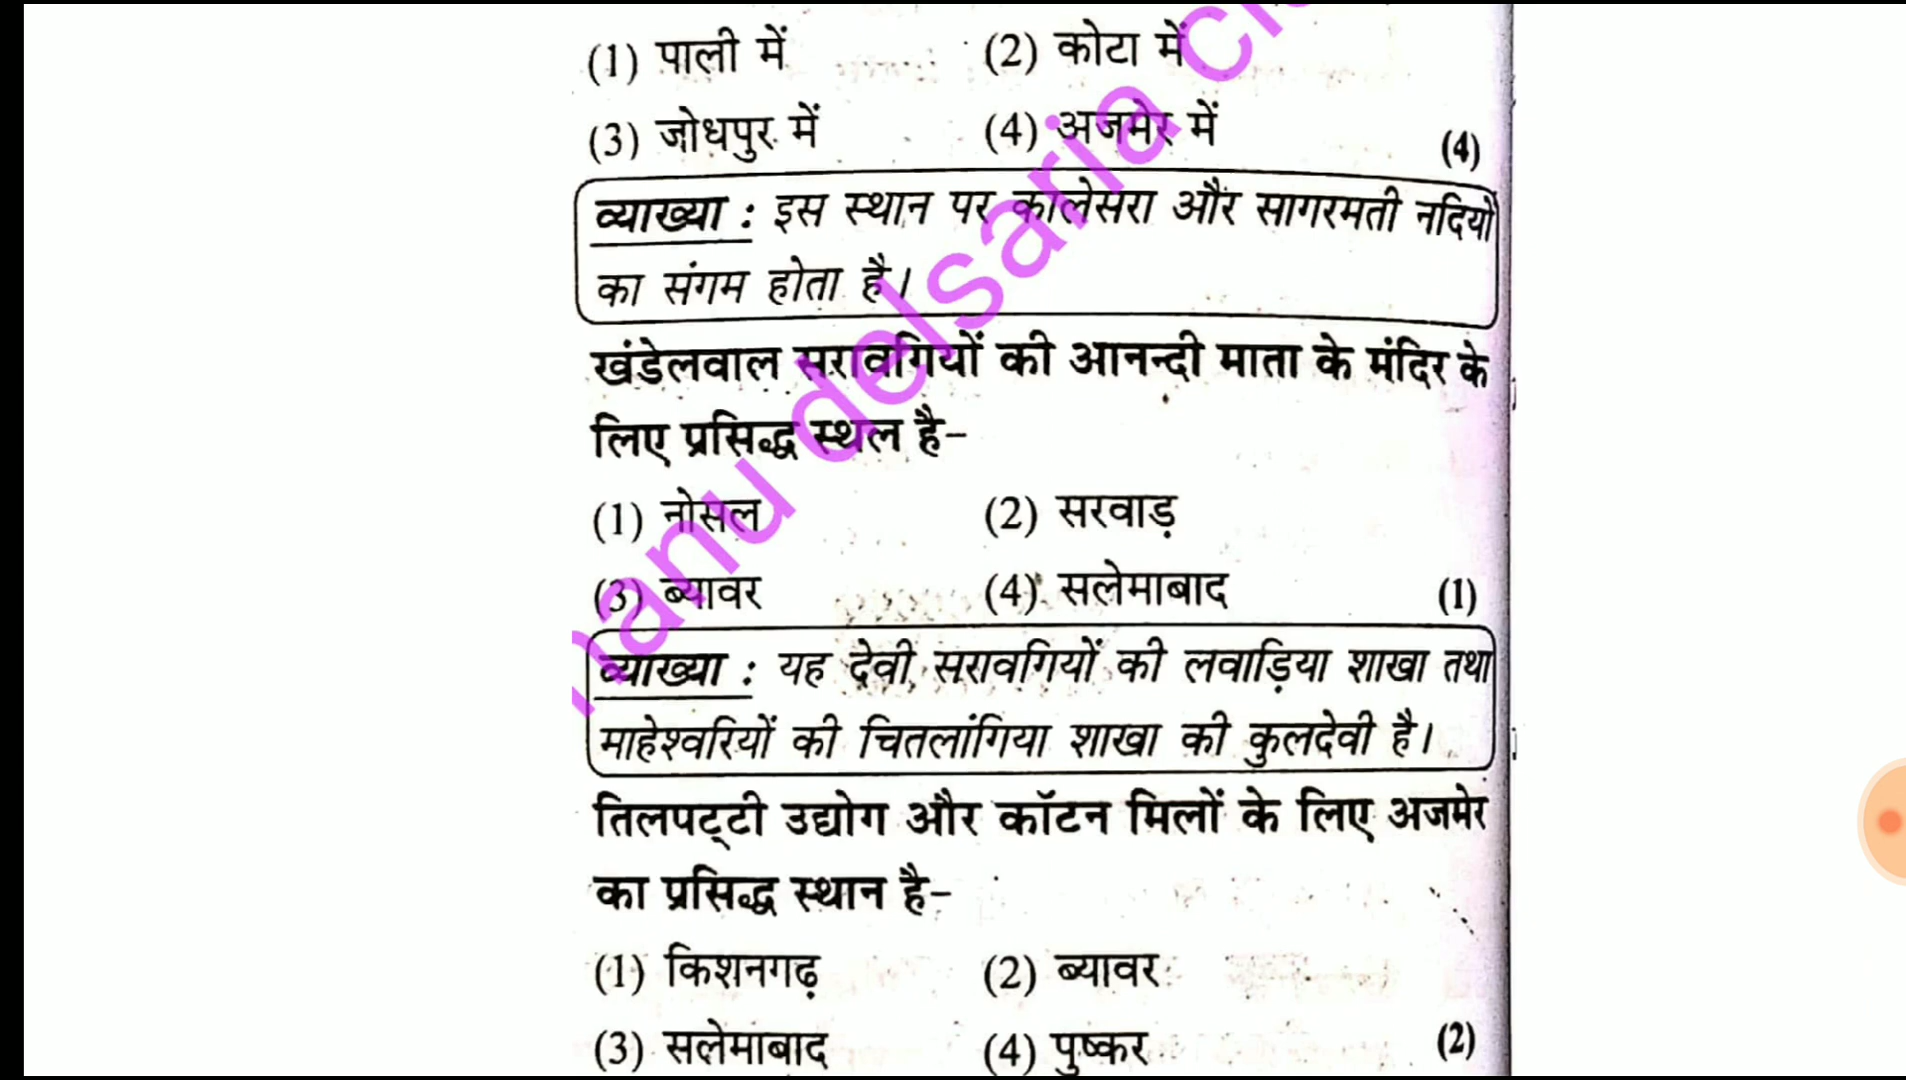 (1) पाली में (2) कोटा में
(3) जोधपुर में (4) अजमेर में (4)
व्याख्या : इस स्थान पर कालेसरा और सागरमती नदियों
का संगम होता है।
खंडेलवाल सरावगियों की आनन्दी माता के मंदिर के
लिए प्रसिद्ध स्थल है-
(1) नोसल (2) सरवाड़
(3) ब्यावर (4) सलेमाबाद (1)
व्याख्या : यह देवी सरावगियों की लवाड़िया शाखा तथा
माहेश्वरियों की चितलांगिया शाखा की कुलदेवी है।
तिलपट्टी उद्योग और कॉटन मिलों के लिए अजमेर
का प्रसिद्ध स्थान है-
(1) किशनगढ़ (2) ब्यावर
(3) सलेमाबाद (4) पुष्कर (2)
manu delsaria